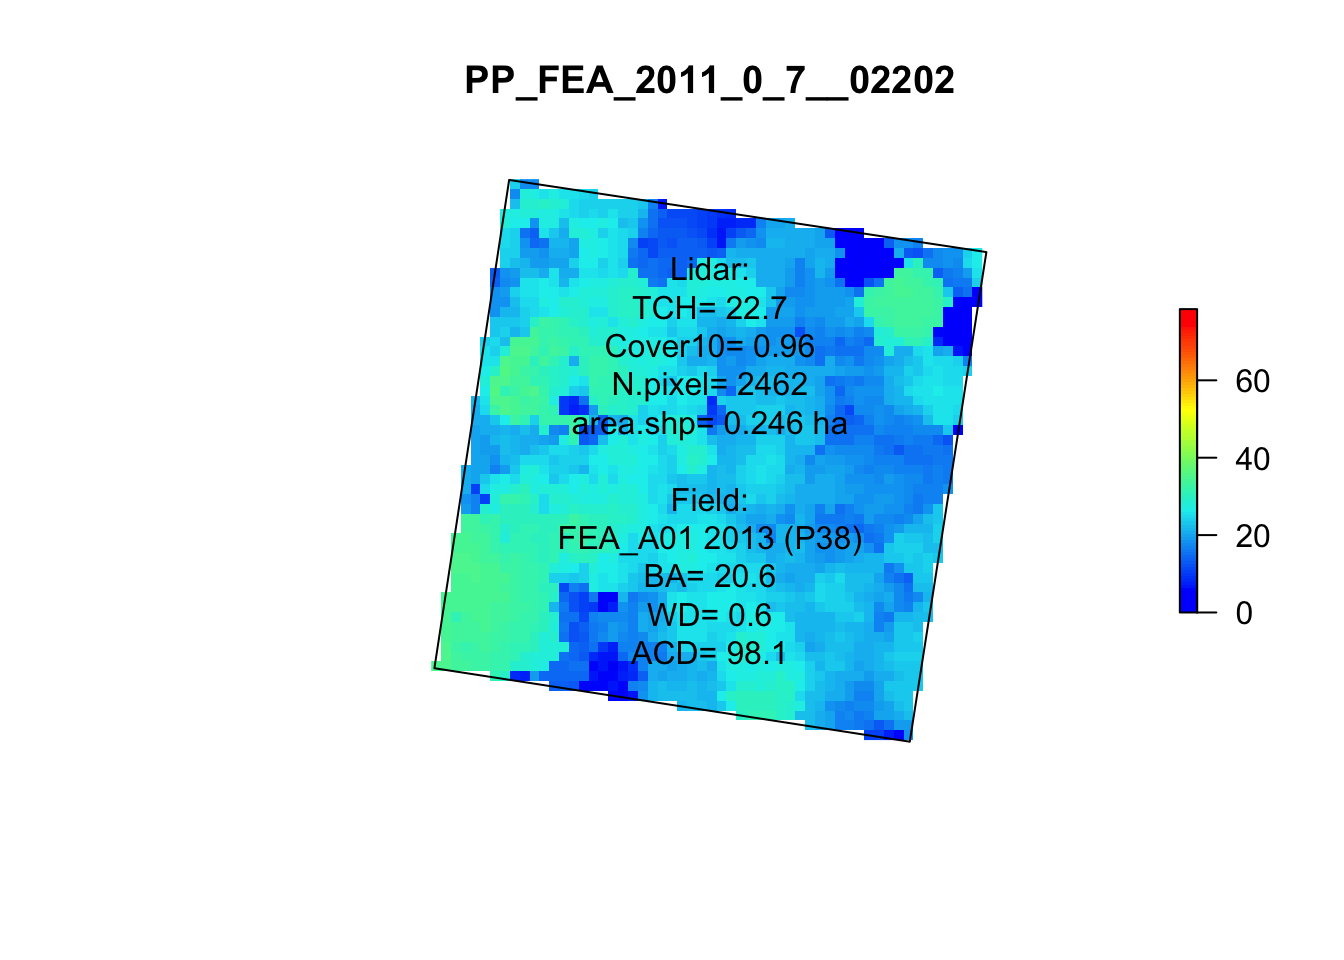 PP_FEA_2011_0_7__02202
Lidar:
TCH= 22.7
Cover10= 0.96
N.pixel= 2462
area.shp= 0.246 ha
Field:
FEA_A01 2013 (P38)
BA= 20.6
WD= 0.6
ACD= 98.1
60
40
20
0